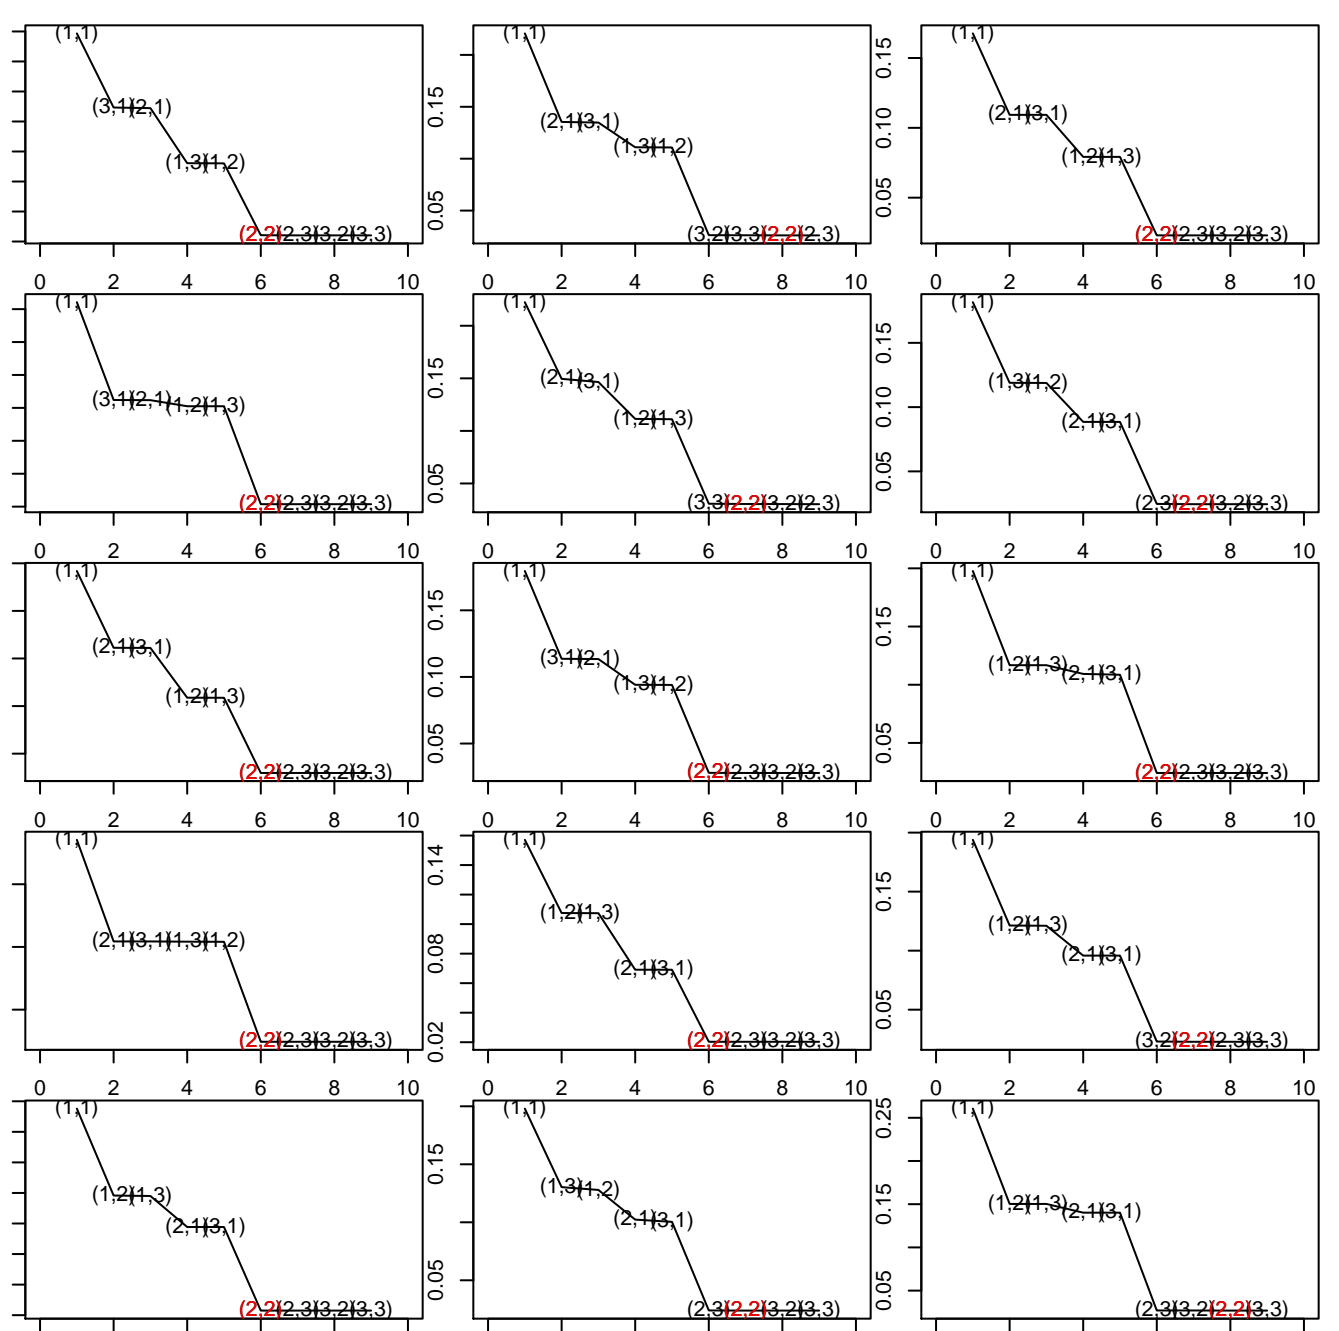 (1,1) (1,1) (1,1)
0.15 0.15
(3,1)(2,1) (2,1)(3,1) (2,1)(3,1)
0.10
(1,3)(1,2) (1,3)(1,2) (1,2)(1,3)
0.05 0.05
(2,2)(2,3)(3,2)(3,3) (3,2)(3,3)(2,2)(2,3) (2,2)(2,3)(3,2)(3,3)
0 2 4 6 8 10 0 2 4 6 8 10 0 2 4 6 8 10
(1,1) (1,1) (1,1)
0.15 0.15
(3,1)(2,1)(1,2)(1,3) (2,1)(3,1) (1,3)(1,2)
0.10
(1,2)(1,3) (2,1)(3,1)
0.05 0.05
(2,2)(2,3)(3,2)(3,3) (3,3)(2,2)(3,2)(2,3) (2,3)(2,2)(3,2)(3,3)
0 2 4 6 8 10 0 2 4 6 8 10 0 2 4 6 8 10
(1,1) (1,1) (1,1)
0.15 0.15
(2,1)(3,1) (3,1)(2,1) (1,2)(1,3)(2,1)(3,1)
0.10
(1,2)(1,3) (1,3)(1,2)
0.05 0.05
(2,2)(2,3)(3,2)(3,3) (2,2)(2,3)(3,2)(3,3) (2,2)(2,3)(3,2)(3,3)
0 2 4 6 8 10 0 2 4 6 8 10 0 2 4 6 8 10
(1,1) (1,1) (1,1)
0.14 0.15
(2,1)(3,1)(1,3)(1,2) (1,2)(1,3) (1,2)(1,3)
0.08
(2,1)(3,1) (2,1)(3,1)
0.02 0.05
(2,2)(2,3)(3,2)(3,3) (2,2)(2,3)(3,2)(3,3) (3,2)(2,2)(2,3)(3,3)
0 2 4 6 8 10 0 2 4 6 8 10 0 2 4 6 8 10
(1,1) (1,1) (1,1)
0.15 0.25
(1,2)(1,3) (1,3)(1,2) (1,2)(1,3)(2,1)(3,1)
0.15
(2,1)(3,1) (2,1)(3,1)
0.05 0.05
(2,2)(2,3)(3,2)(3,3) (2,3)(2,2)(3,2)(3,3) (2,3)(3,2)(2,2)(3,3)